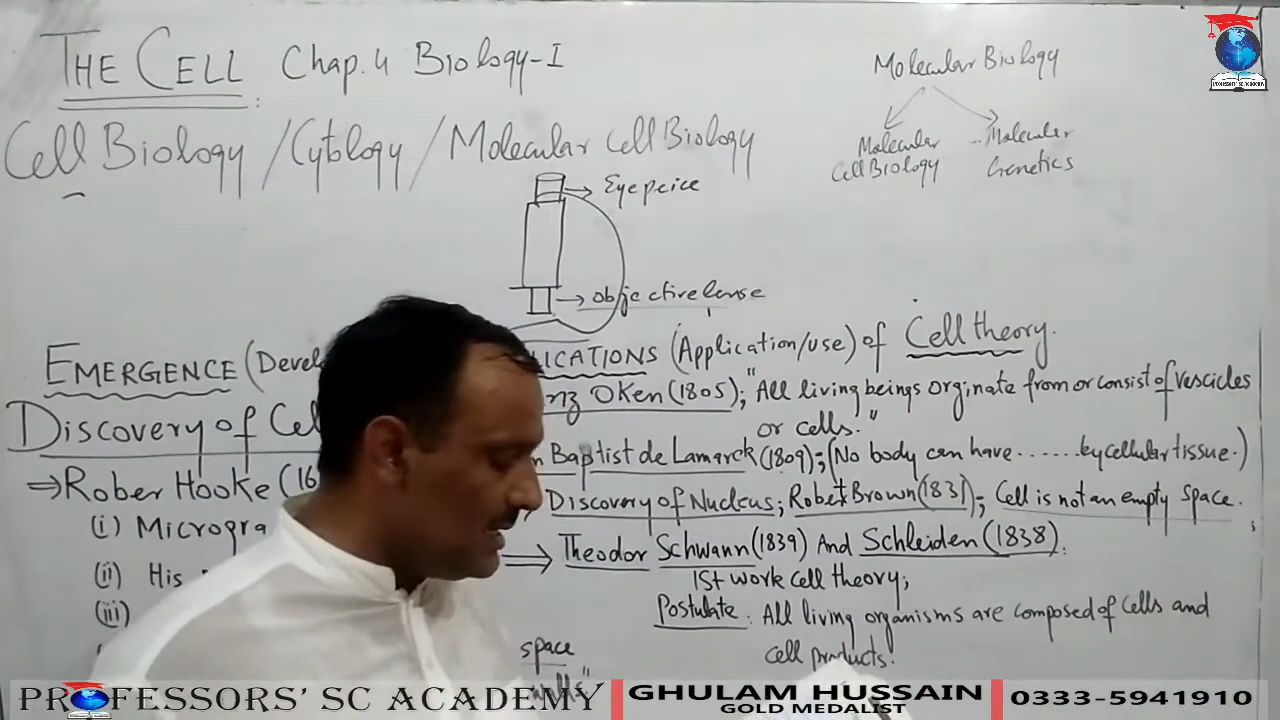 THE CELL Chap. 4 Biology-I
Molecular Biology
Molecular Cell Biology
Molecular Genetics
PROFESSORS' SC ACADEMY
Cell Biology / Cytology / Molecular Cell Biology
Eyepeice
objective lense
EMERGENCE (Devel
LICATIONS (Application/use) of Cell theory.
Discovery of Cel
nz OKen (1805); "All living beings orginate from or consist of vescicles
or cells."
n Baptist de Lamarck (1809); (No body can have ...... by cellular tissue.)
⇒ Rober Hooke (16
Discovery of Nucleus; Robert Brown (1831); Cell is not an empty space.
(i) Microgra
⇒ Theodor Schwann (1839) And Schleiden (1838).
(ii) His
1st work cell theory;
(iii)
Postulate: All living organisms are composed of cells and
cell products.
space
PROFESSORS' SC ACADEMY
GHULAM HUSSAIN
GOLD MEDALIST
0333-5941910